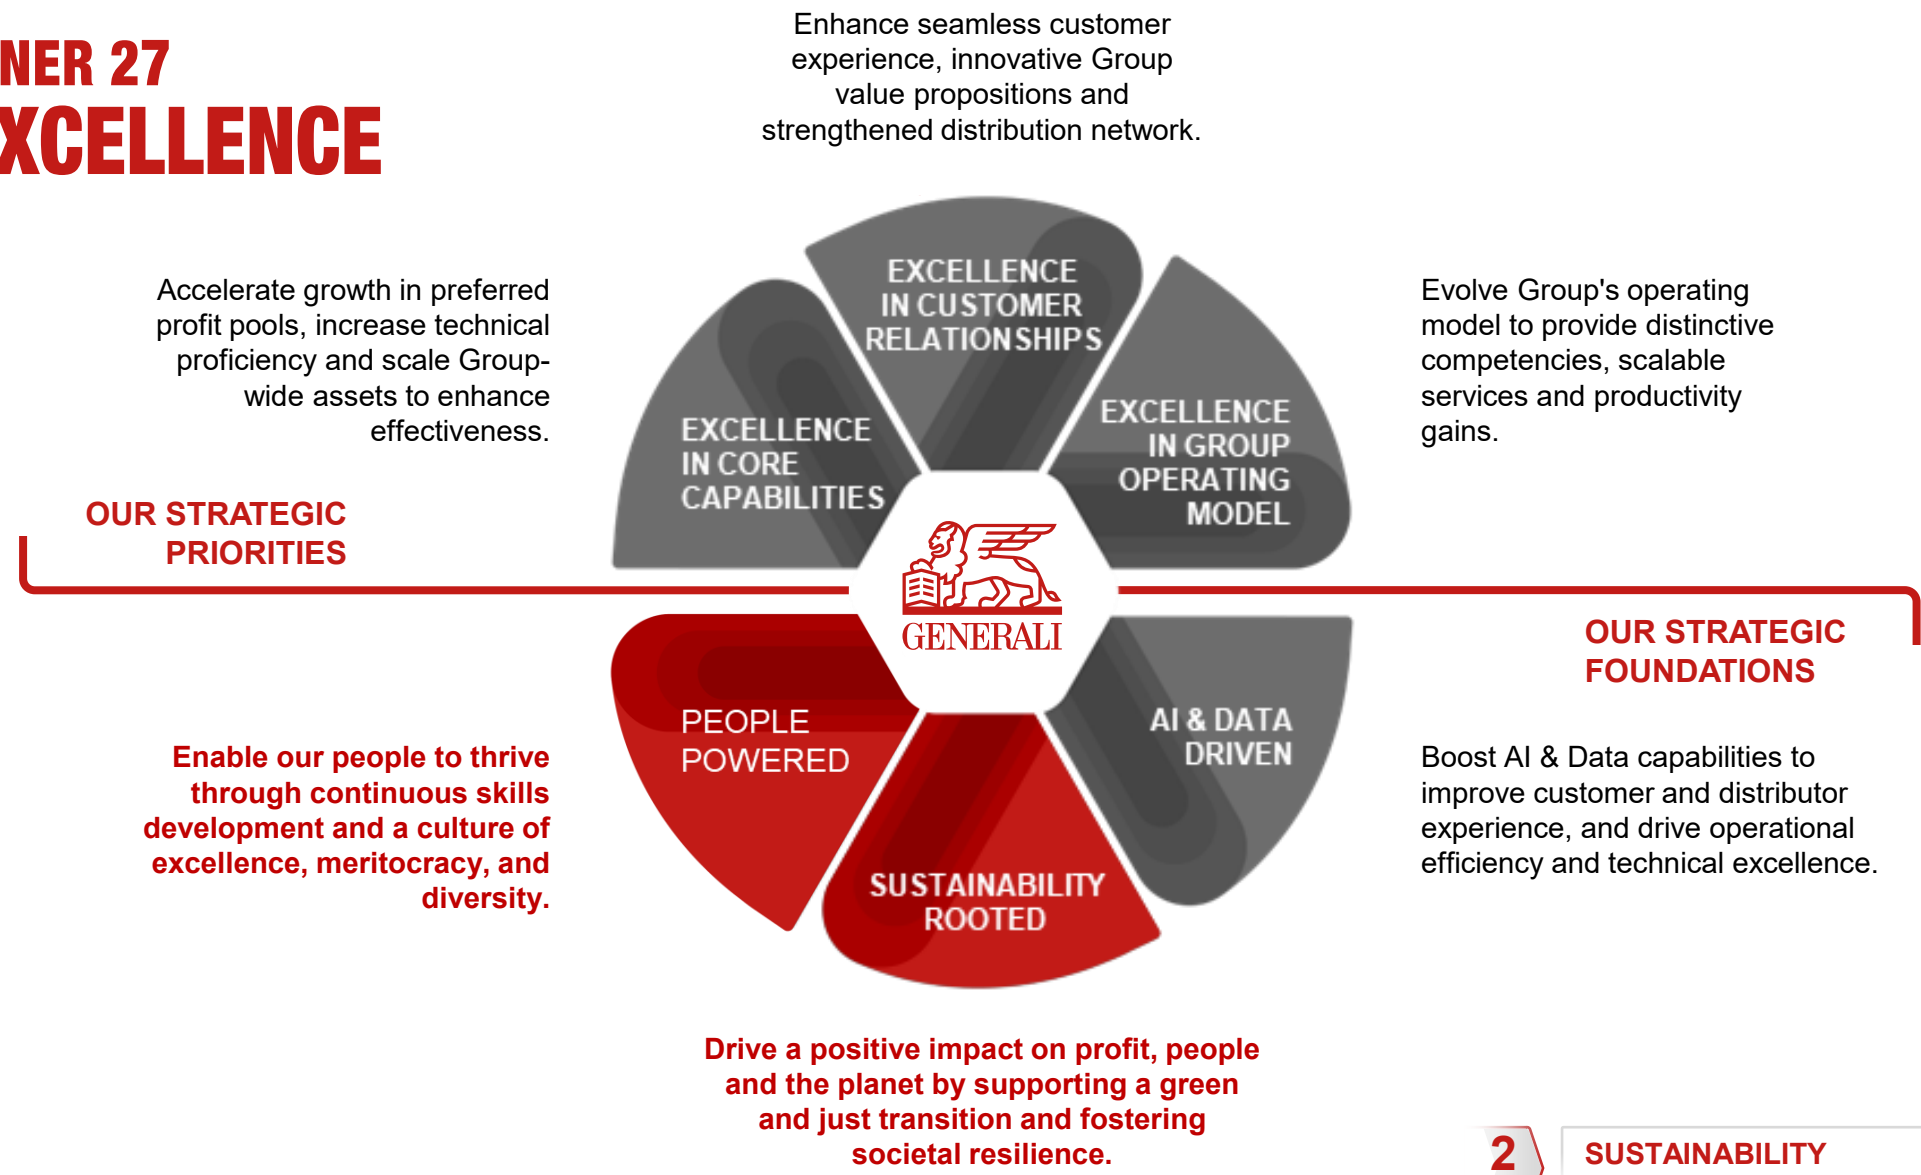 NER 27
XCELLENCE
Enhance seamless customer
experience, innovative Group
value propositions and
strengthened distribution network.
Accelerate growth in preferred
profit pools, increase technical
proficiency and scale Group-
wide assets to enhance
effectiveness.
EXCELLENCE
IN CUSTOMER
RELATIONSHIPS
EXCELLENCE
IN CORE
CAPABILITIES
EXCELLENCE
IN GROUP
OPERATING
MODEL
Evolve Group's operating
model to provide distinctive
competencies, scalable
services and productivity
gains.
OUR STRATEGIC
PRIORITIES
GENERALI
OUR STRATEGIC
FOUNDATIONS
PEOPLE
POWERED
AI & DATA
DRIVEN
SUSTAINABILITY
ROOTED
Enable our people to thrive
through continuous skills
development and a culture of
excellence, meritocracy, and
diversity.
Boost AI & Data capabilities to
improve customer and distributor
experience, and drive operational
efficiency and technical excellence.
Drive a positive impact on profit, people
and the planet by supporting a green
and just transition and fostering
societal resilience.
2
SUSTAINABILITY